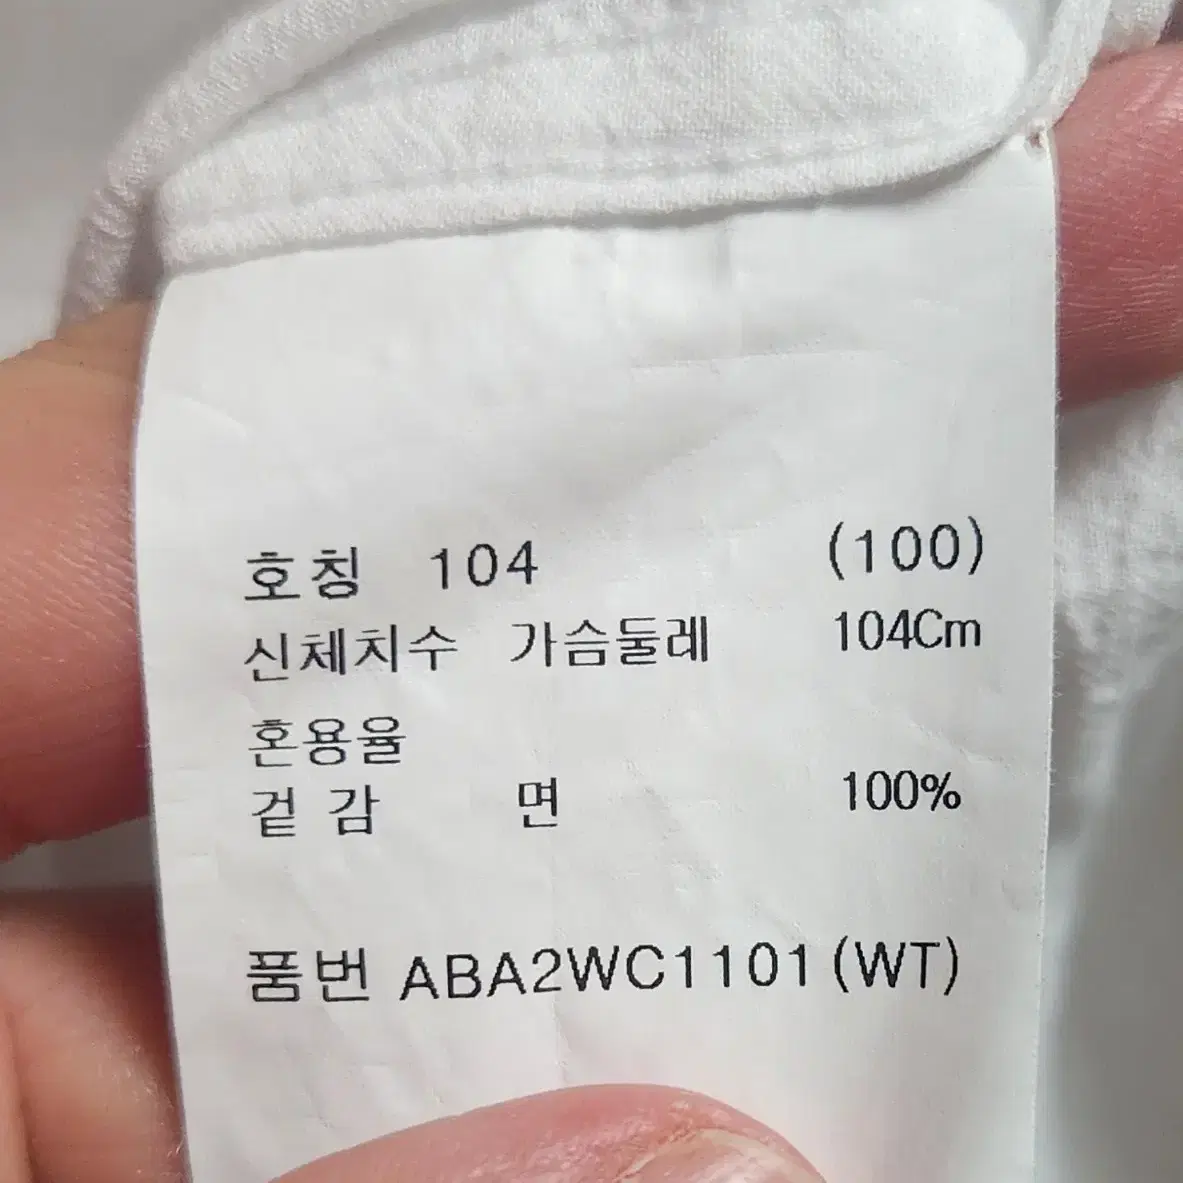 호칭 104 (100)
신체치수 가슴둘레 104Cm
혼용율
겉 감 면 100%
품번 ABA2WC1101 (WT)